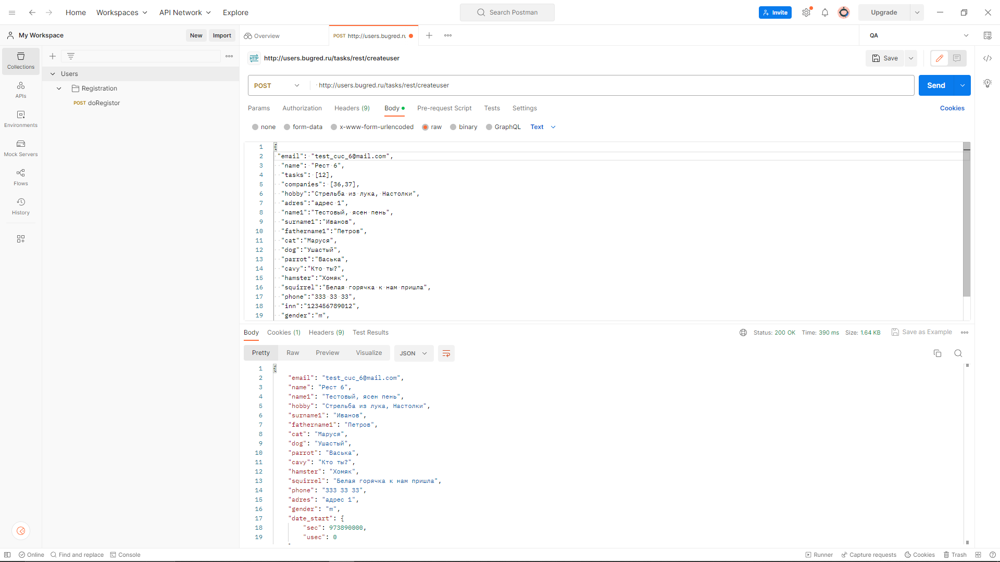 Home Workspaces API Network Explore Search Postman Invite Upgrade
My Workspace New Import Overview POST http://users.bugred.ru QA
Collections
APIs
Environments
Mock Servers
Flows
History
Users
Registration
POST doRegistor
HTTP http://users.bugred.ru/tasks/rest/createuser Save
POST http://users.bugred.ru/tasks/rest/createuser Send
Params Authorization Headers (9) Body Pre-request Script Tests Settings Cookies
none form-data x-www-form-urlencoded raw binary GraphQL Text
1 {
2 "email": "test_cuc_6@mail.com",
3 "name": "Рест 6",
4 "tasks": [12],
5 "companies": [36,37],
6 "hobby":"Стрельба из лука, Настолки",
7 "adres":"адрес 1",
8 "name1":"Тестовый, ясен пень",
9 "surname1":"Иванов",
10 "fathername1":"Петров",
11 "cat":"Маруся",
12 "dog":"Ушастый",
13 "parrot":"Васька",
14 "cavy":"Кто ты?",
15 "hamster":"Хомяк",
16 "squirrel":"Белая горячка к нам пришла",
17 "phone":"333 33 33",
18 "inn":"123456789012",
19 "gender":"m",
Body Cookies (1) Headers (9) Test Results Status: 200 OK Time: 390 ms Size: 1.64 KB Save as Example
Pretty Raw Preview Visualize JSON
1 {
2 "email": "test_cuc_6@mail.com",
3 "name": "Рест 6",
4 "name1": "Тестовый, ясен пень",
5 "hobby": "Стрельба из лука, Настолки",
6 "surname1": "Иванов",
7 "fathername1": "Петров",
8 "cat": "Маруся",
9 "dog": "Ушастый",
10 "parrot": "Васька",
11 "cavy": "Кто ты?",
12 "hamster": "Хомяк",
13 "squirrel": "Белая горячка к нам пришла",
14 "phone": "333 33 33",
15 "adres": "адрес 1",
16 "gender": "m",
17 "date_start": {
18 "sec": 973890000,
19 "usec": 0
Online Find and replace Console Runner Capture requests Cookies Trash